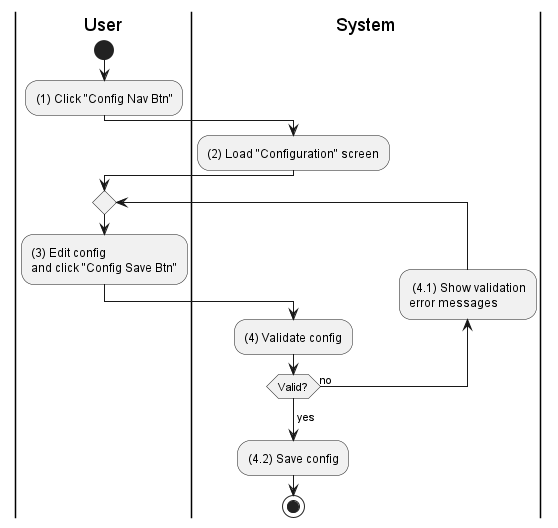 User
System
(1) Click "Config Nav Btn"
(2) Load "Configuration" screen
(3) Edit config
and click "Config Save Btn"
(4.1) Show validation
error messages
(4) Validate config
Valid?
no
yes
(4.2) Save config